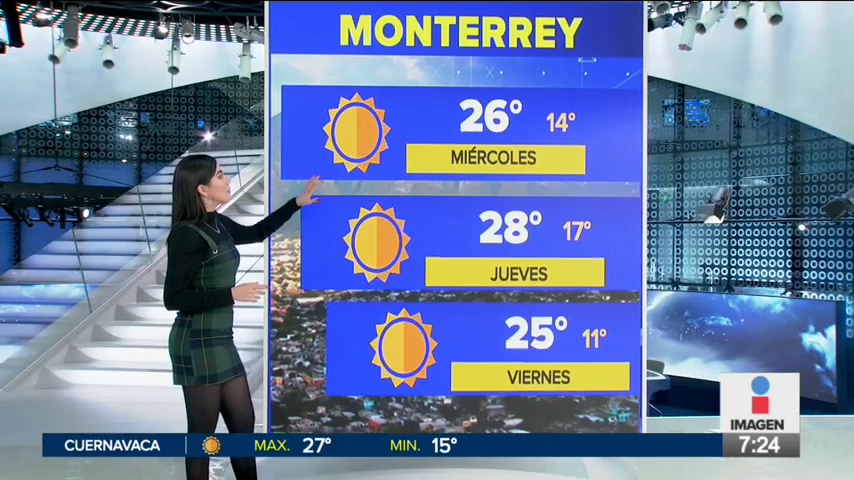 MONTERREY
26° 14°
MIÉRCOLES
28° 17°
JUEVES
25° 11°
VIERNES
IMAGEN
CUERNAVACA MAX. 27° MIN. 15° 7:24